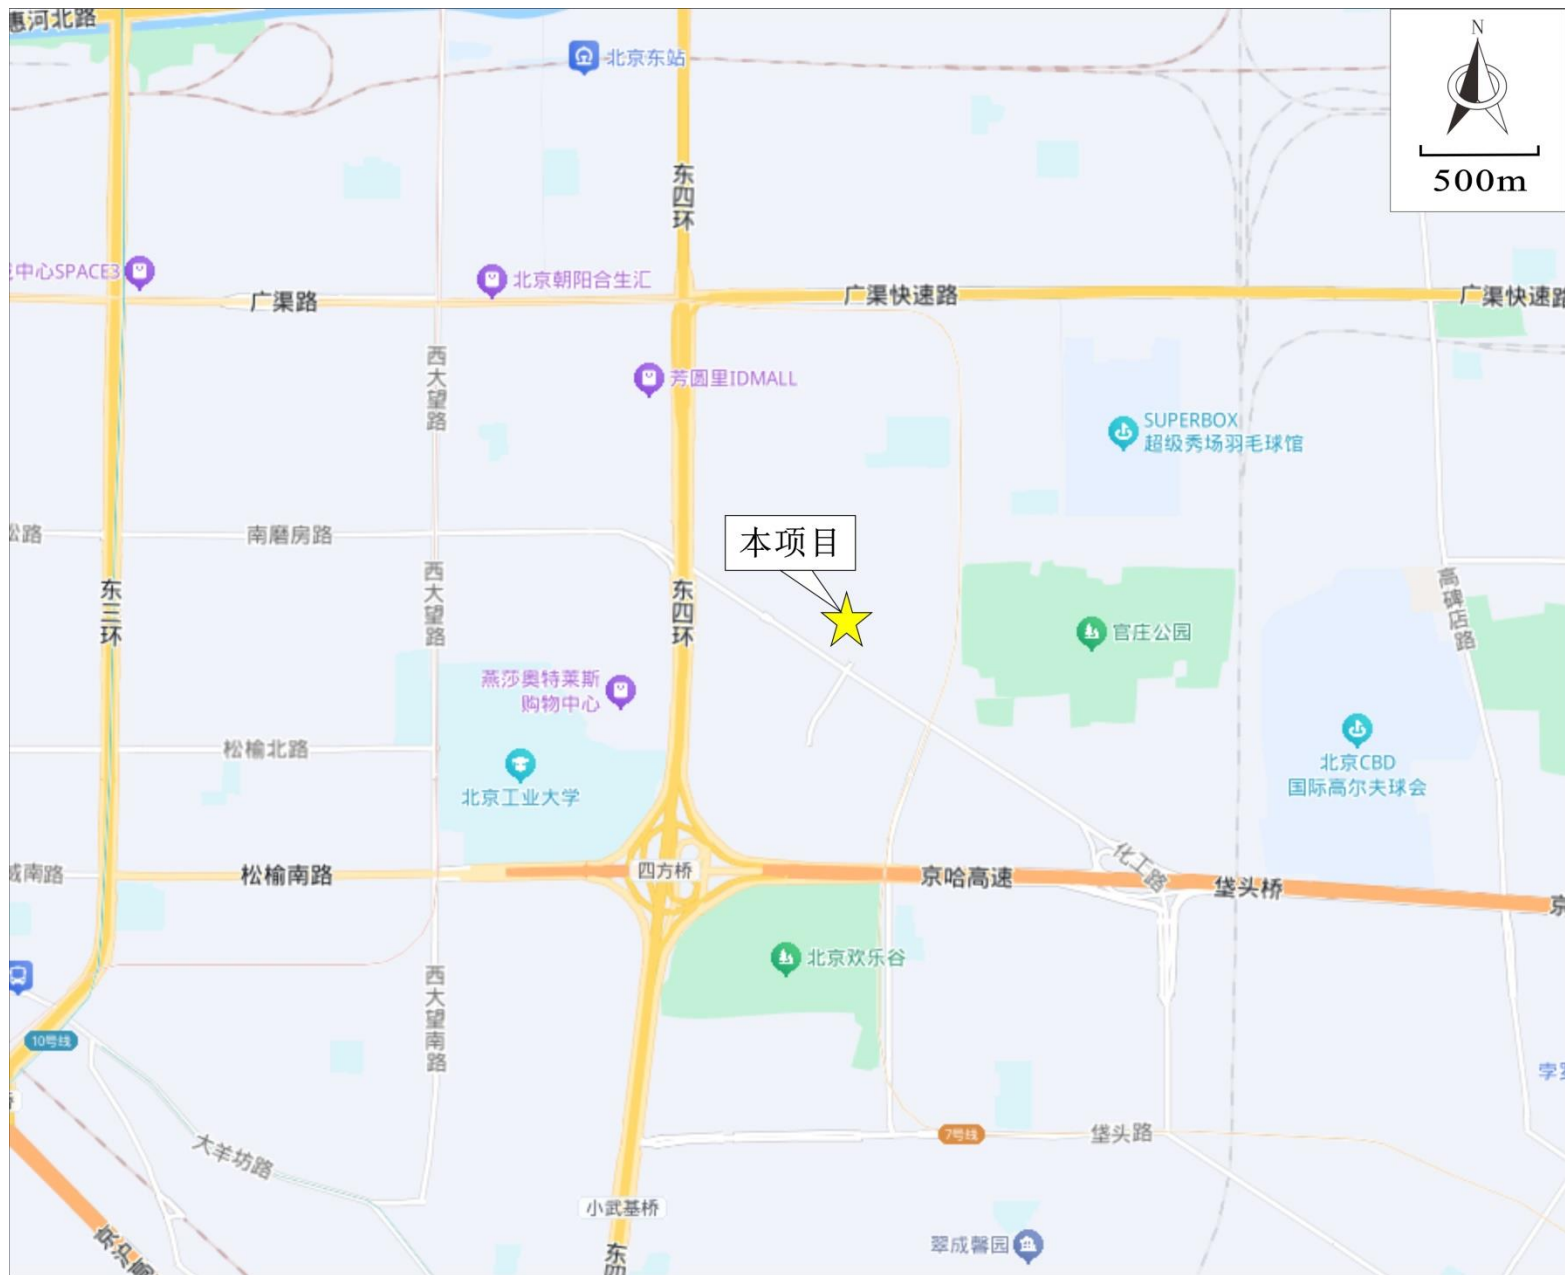 惠河北路
北京东站
N
500m
东四环
中心SPACE3
北京朝阳合生汇
广渠路
广渠快速路
广渠快速路
西大望路
芳圆里IDMALL
SUPERBOX
超级秀场羽毛球馆
本项目
南磨房路
松路
东三环
西大望路
东四环
官庄公园
高碑店路
燕莎奥特莱斯
购物中心
松榆北路
北京工业大学
北京CBD
国际高尔夫球会
城南路
松榆南路
四方桥
京哈高速
化工路
垡头桥
京
北京欢乐谷
西大望南路
10号线
大羊坊路
7号线
垡头路
小武基桥
翠成馨园
京沪高
东四